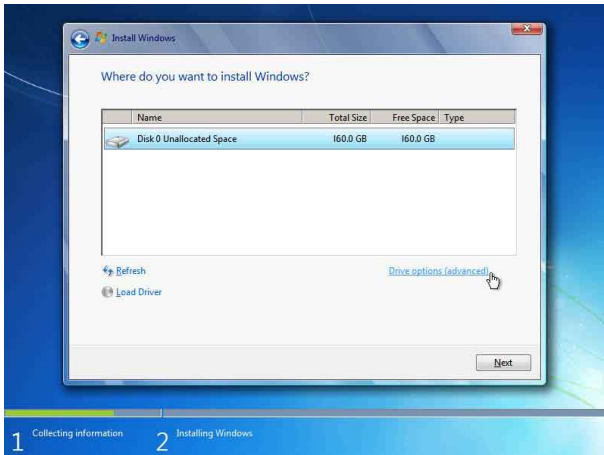 Install Windows
Where do you want to install Windows?
Name Total Size Free Space Type
Disk 0 Unallocated Space 160.0 GB 160.0 GB
Refresh Drive options (advanced)
Load Driver
Next
1 Collecting information 2 Installing Windows